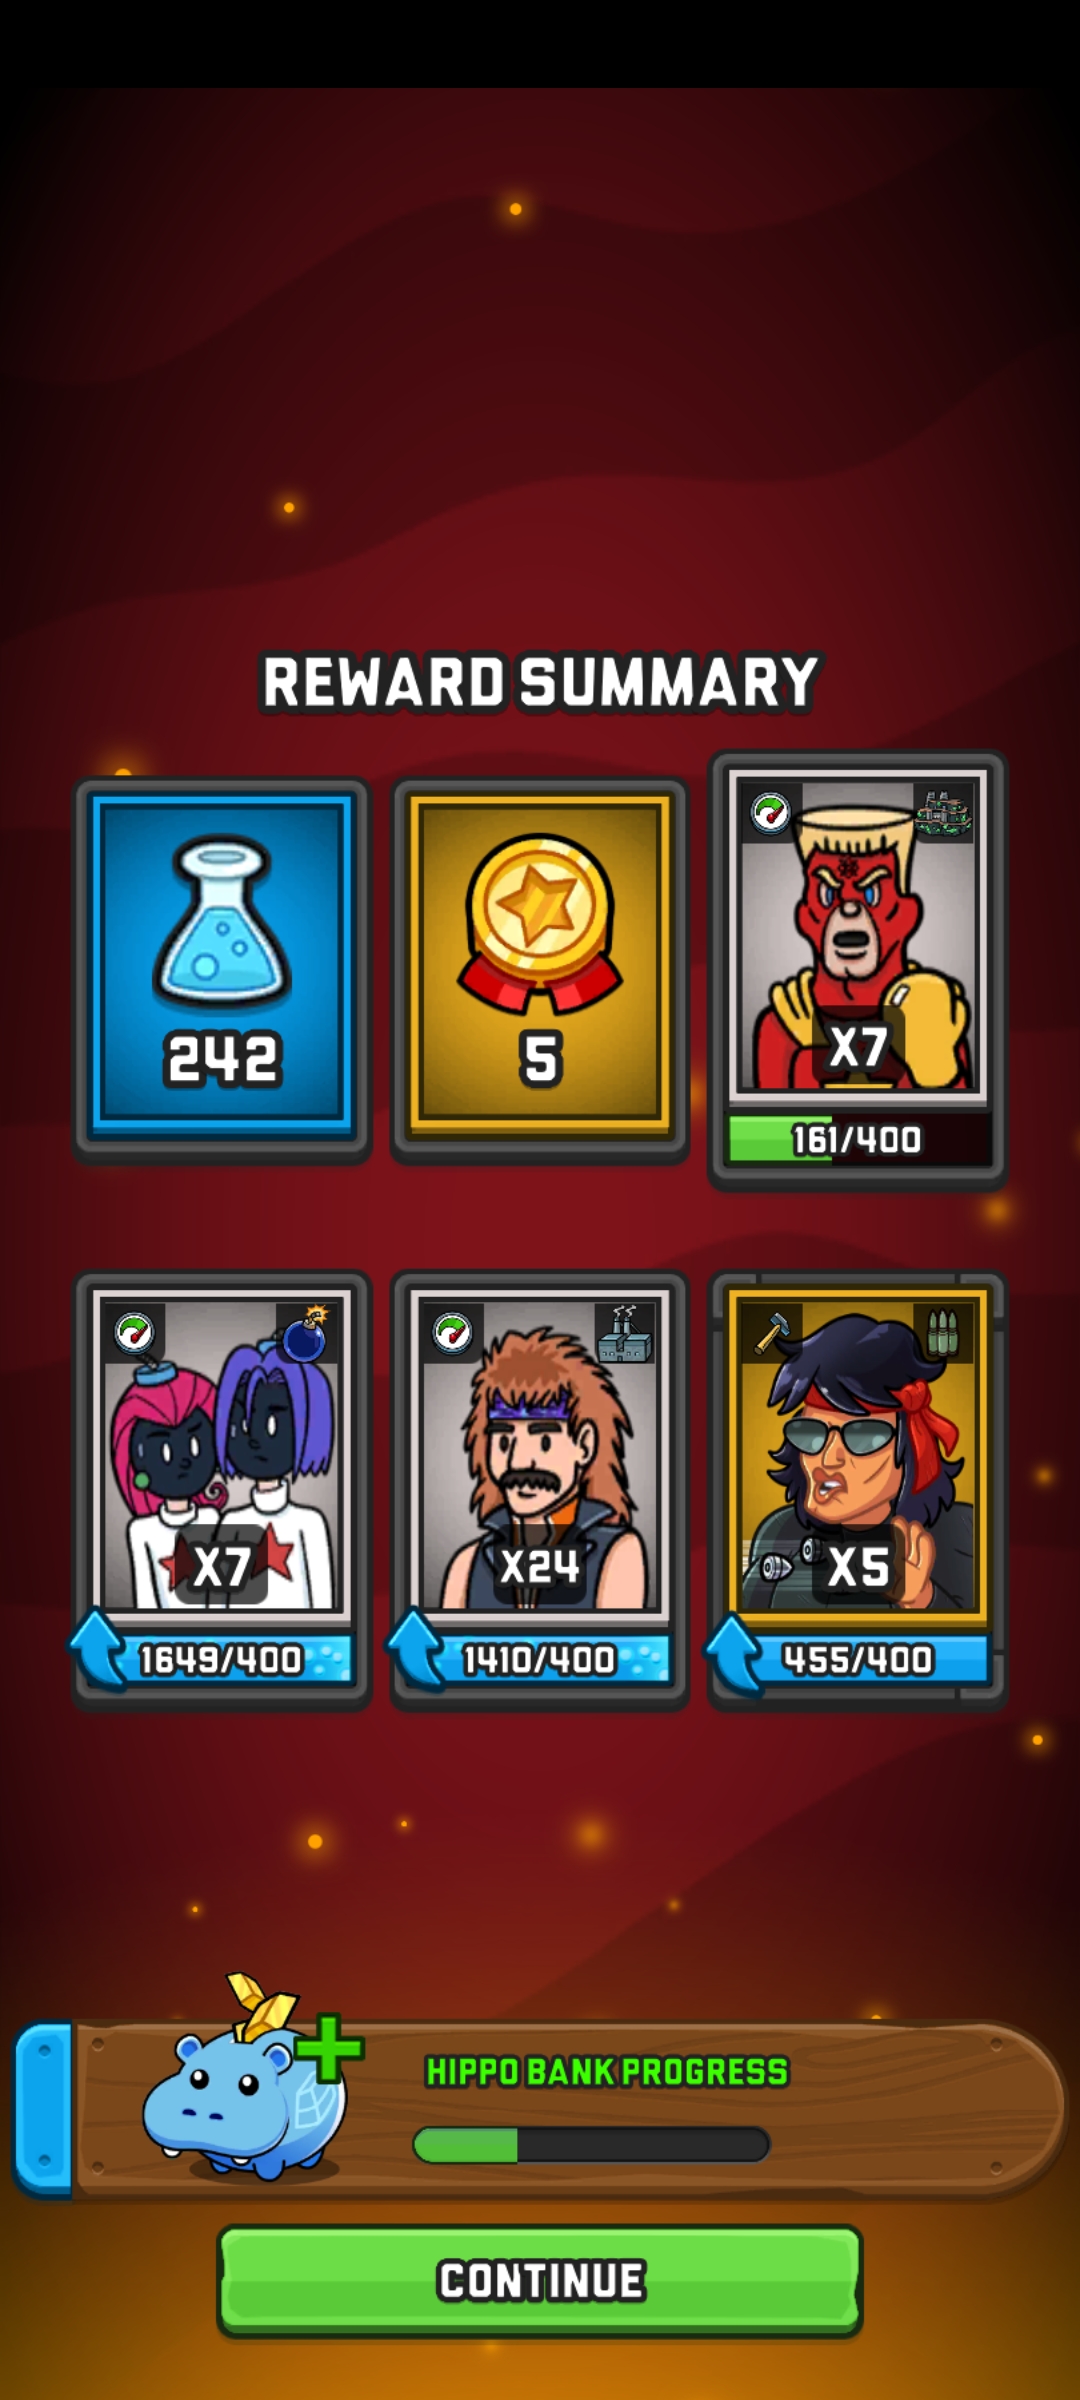 REWARD SUMMARY
242
5
X7
161/400
X7
1649/400
X24
1410/400
X5
455/400
HIPPO BANK PROGRESS
CONTINUE